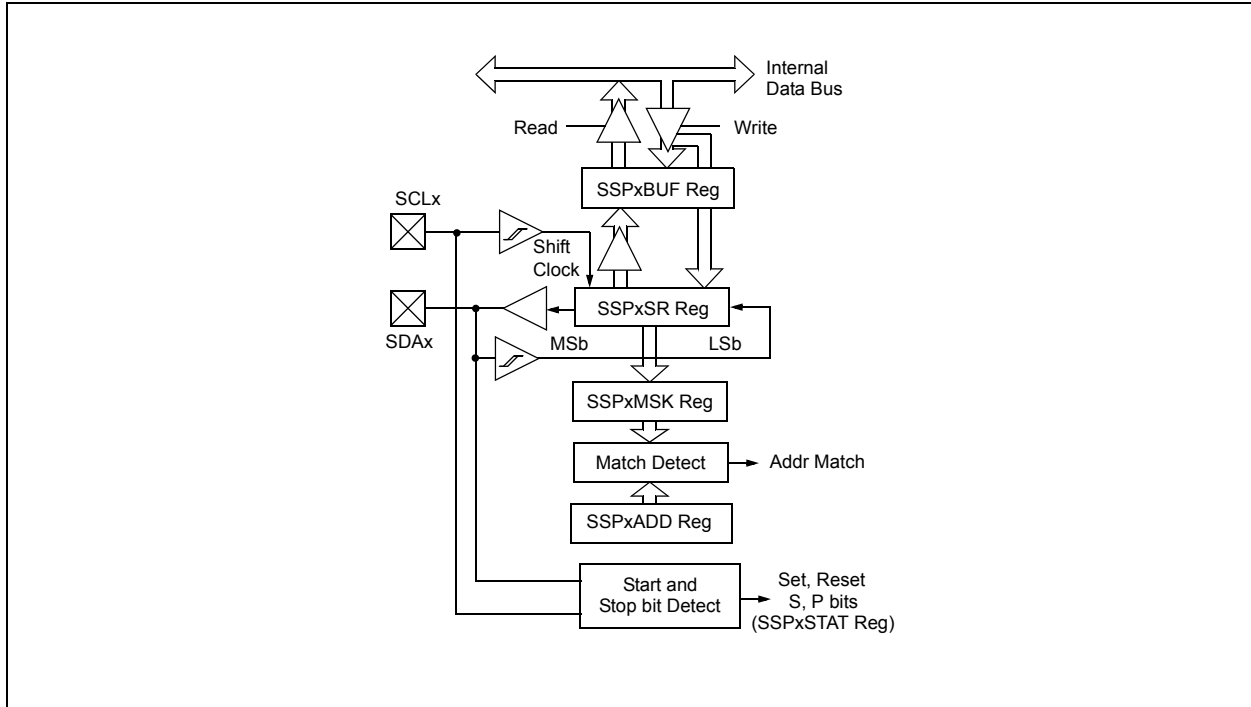 Internal
Data Bus
Read
Write
SSPxBUF Reg
SCLx
Shift
Clock
SSPxSR Reg
SDAx
MSb
LSb
SSPxMSK Reg
Match Detect
Addr Match
SSPxADD Reg
Start and
Stop bit Detect
Set, Reset
S, P bits
(SSPxSTAT Reg)